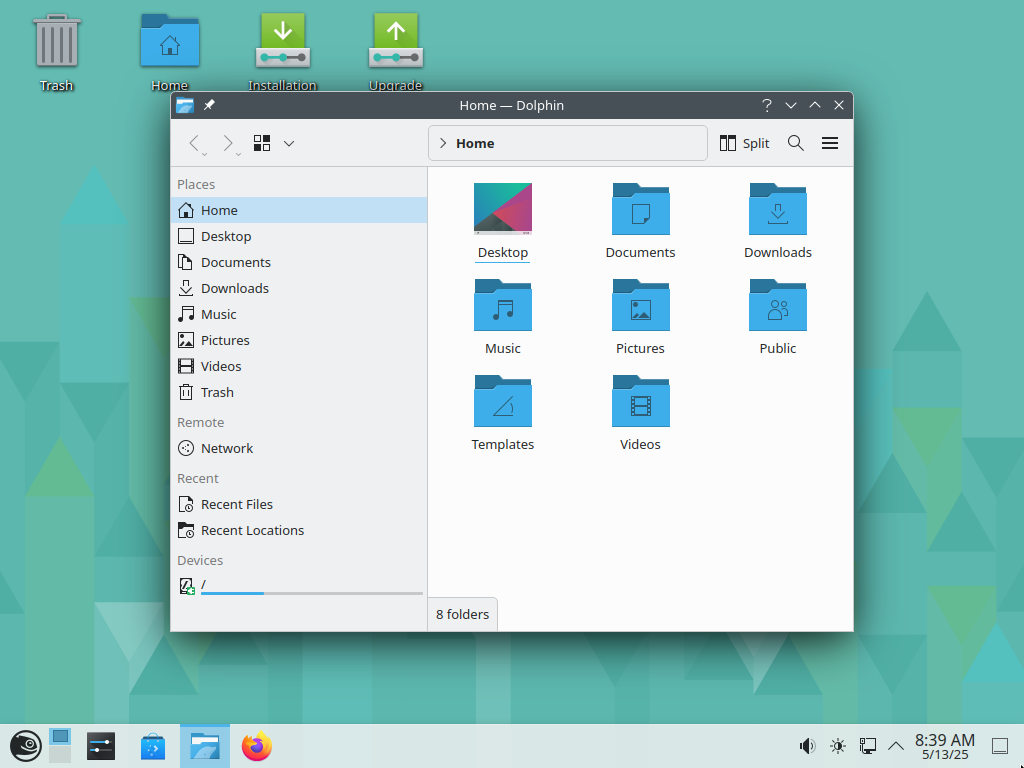 Trash
Home
Installation
Upgrade
Home — Dolphin
Home
Split
Places
Home
Desktop
Documents
Downloads
Music
Pictures
Videos
Trash
Remote
Network
Recent
Recent Files
Recent Locations
Devices
/
Desktop
Documents
Downloads
Music
Pictures
Public
Templates
Videos
8 folders
8:39 AM
5/13/25